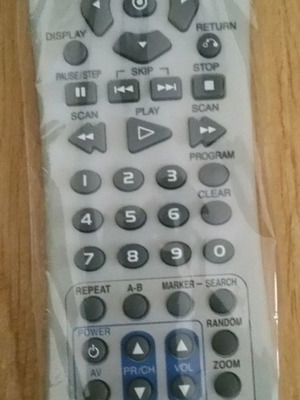 RETURN
DISPLAY
PAUSE/STEP SKIP STOP
SCAN PLAY SCAN
PROGRAM
1 2 3
CLEAR
4 5 6
7 8 9 0
REPEAT A-B MARKER SEARCH
POWER RANDOM
AV PR/CH VOL ZOOM